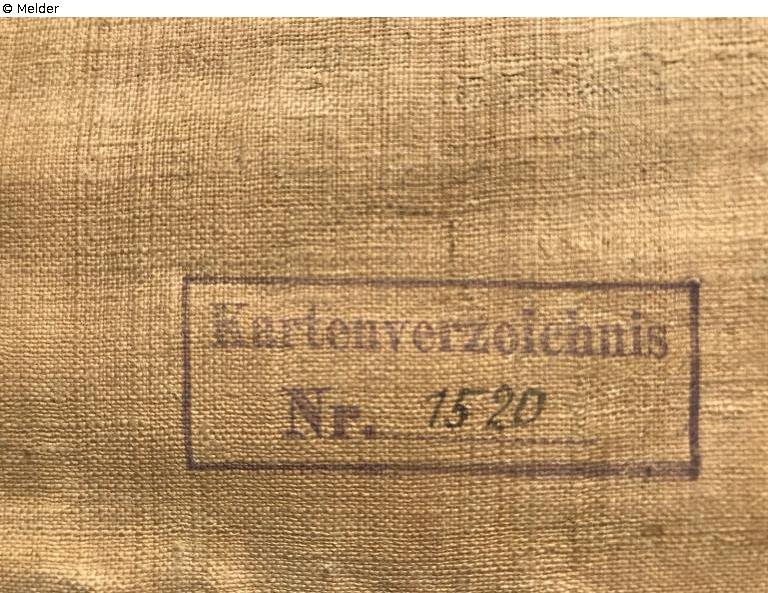 © Melder
Kartenverzeichnis
Nr. 1520